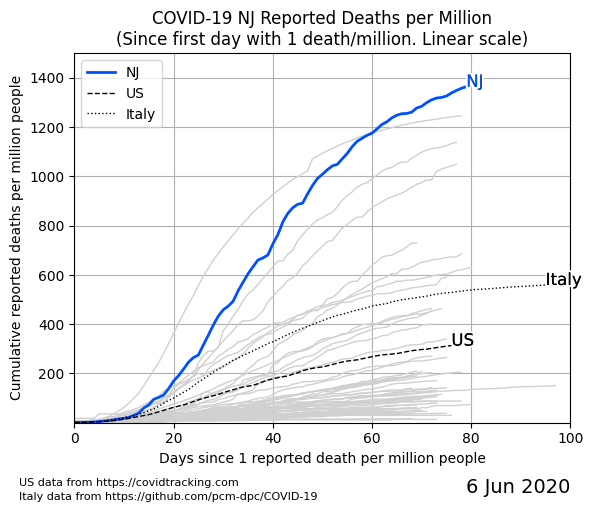 COVID-19 NJ Reported Deaths per Million
(Since first day with 1 death/million. Linear scale)
Cumulative reported deaths per million people
1400
1200
1000
800
600
400
200
NJ
US
Italy
NJ
Italy
US
0 20 40 60 80 100
Days since 1 reported death per million people
US data from https://covidtracking.com
Italy data from https://github.com/pcm-dpc/COVID-19
6 Jun 2020